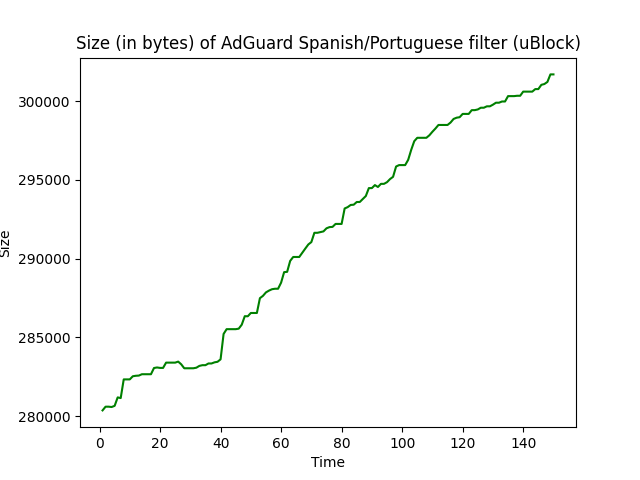 Size (in bytes) of AdGuard Spanish/Portuguese filter (uBlock)
300000
295000
290000
285000
280000
Size
0 20 40 60 80 100 120 140
Time